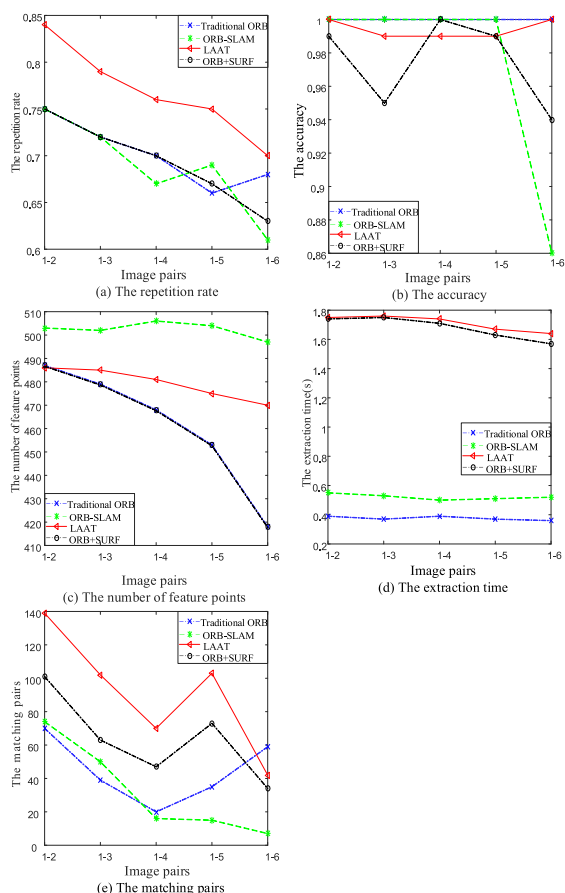 0.85
0.8
0.75
0.7
0.65
0.6
The repetition rate
Traditional ORB
ORB-SLAM
LAAT
ORB+SURF
1-2 1-3 1-4 1-5 1-6
Image pairs
(a) The repetition rate
1
0.98
0.96
0.94
0.92
0.9
0.88
0.86
The accuracy
Traditional ORB
ORB-SLAM
LAAT
ORB+SURF
1-2 1-3 1-4 1-5 1-6
Image pairs
(b) The accuracy
510
500
490
480
470
460
450
440
430
420
410
The number of feature points
Traditional ORB
ORB-SLAM
LAAT
ORB+SURF
1-2 1-3 1-4 1-5 1-6
Image pairs
(c) The number of feature points
1.8
1.6
1.4
1.2
1
0.8
0.6
0.4
0.2
The extraction time(s)
Traditional ORB
ORB-SLAM
LAAT
ORB+SURF
1-2 1-3 1-4 1-5 1-6
Image pairs
(d) The extraction time
140
120
100
80
60
40
20
0
The matching pairs
Traditional ORB
ORB-SLAM
LAAT
ORB+SURF
1-2 1-3 1-4 1-5 1-6
Image pairs
(e) The matching pairs